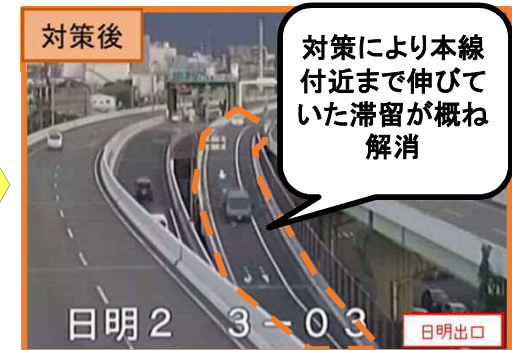 対策後
対策により本線
付近まで伸びて
いた滞留が概ね
解消
日明2 3-03
日明出口